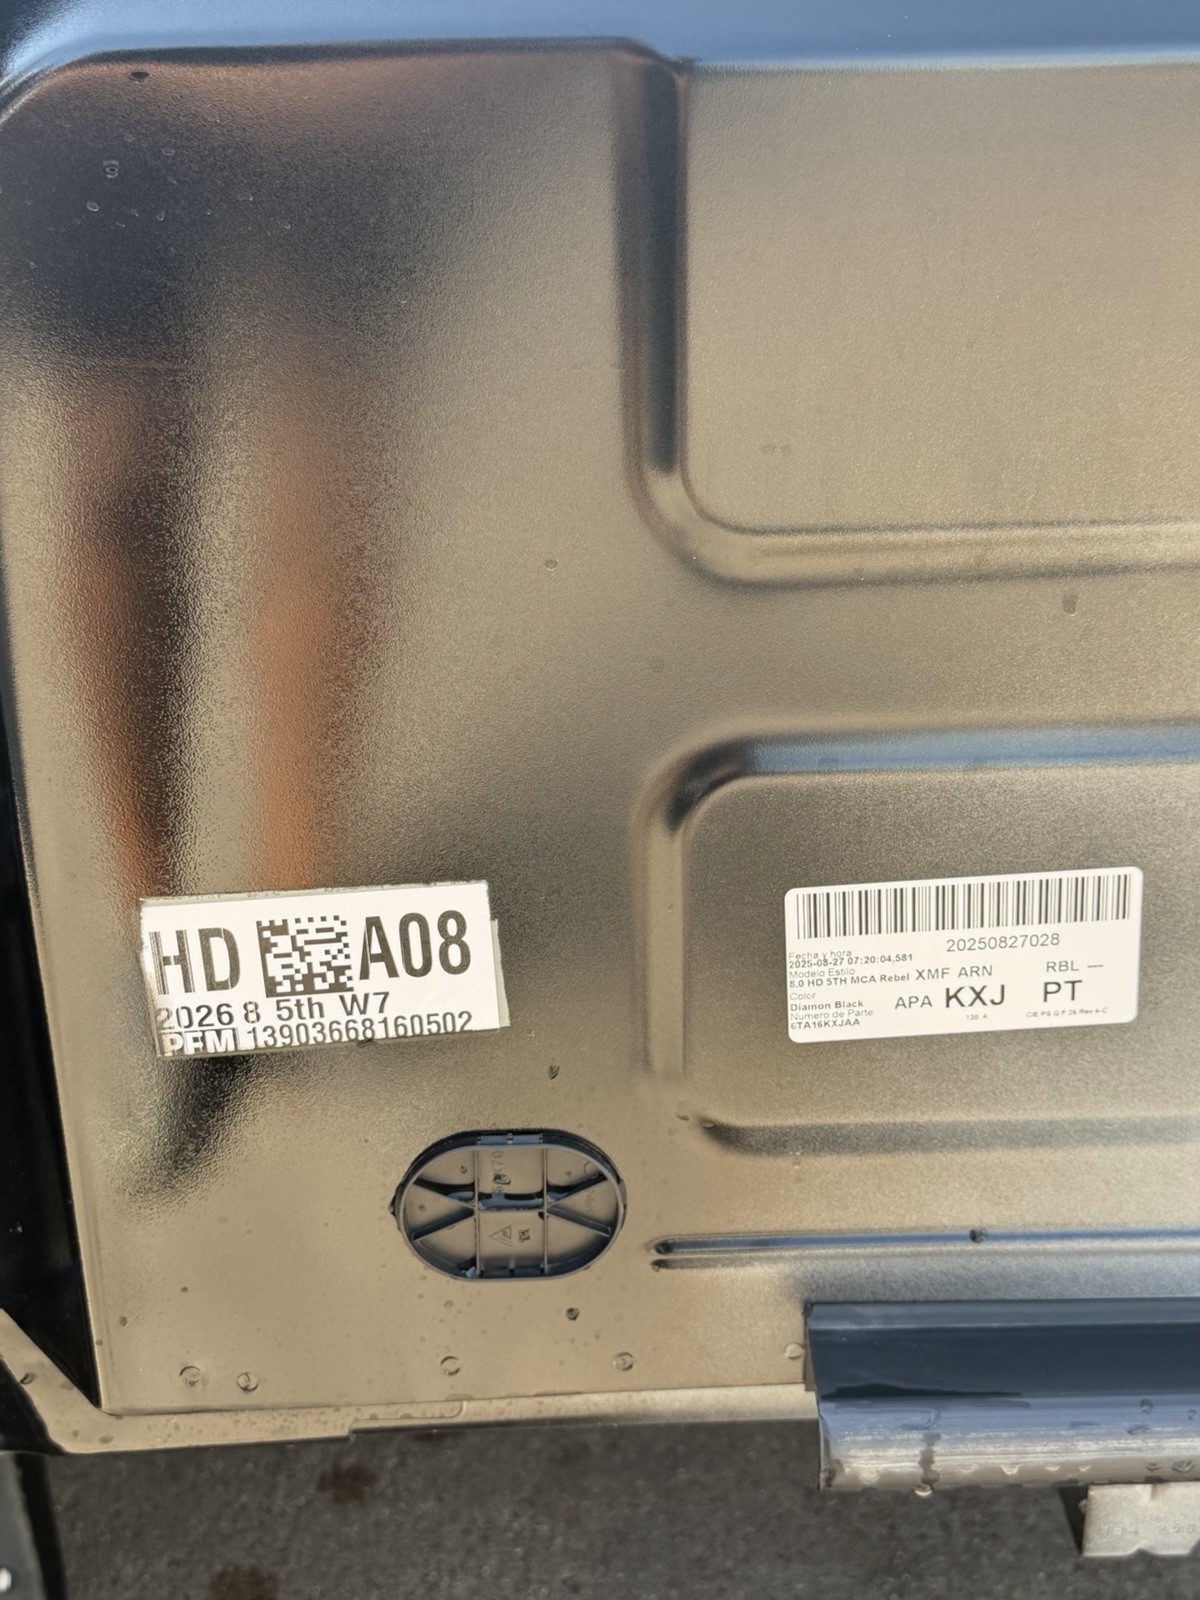 HD A08
2026 8 5th W7
PFM 13903668160502
20250827028
Fecha y hora
2025-08-27 07:20:04.581
Modelo Estilo
8.0 HD 5TH MCA Rebel XMF ARN RBL ---
Color
Diamon Black APA KXJ PT
Numero de Parte
6TA16KXJAA